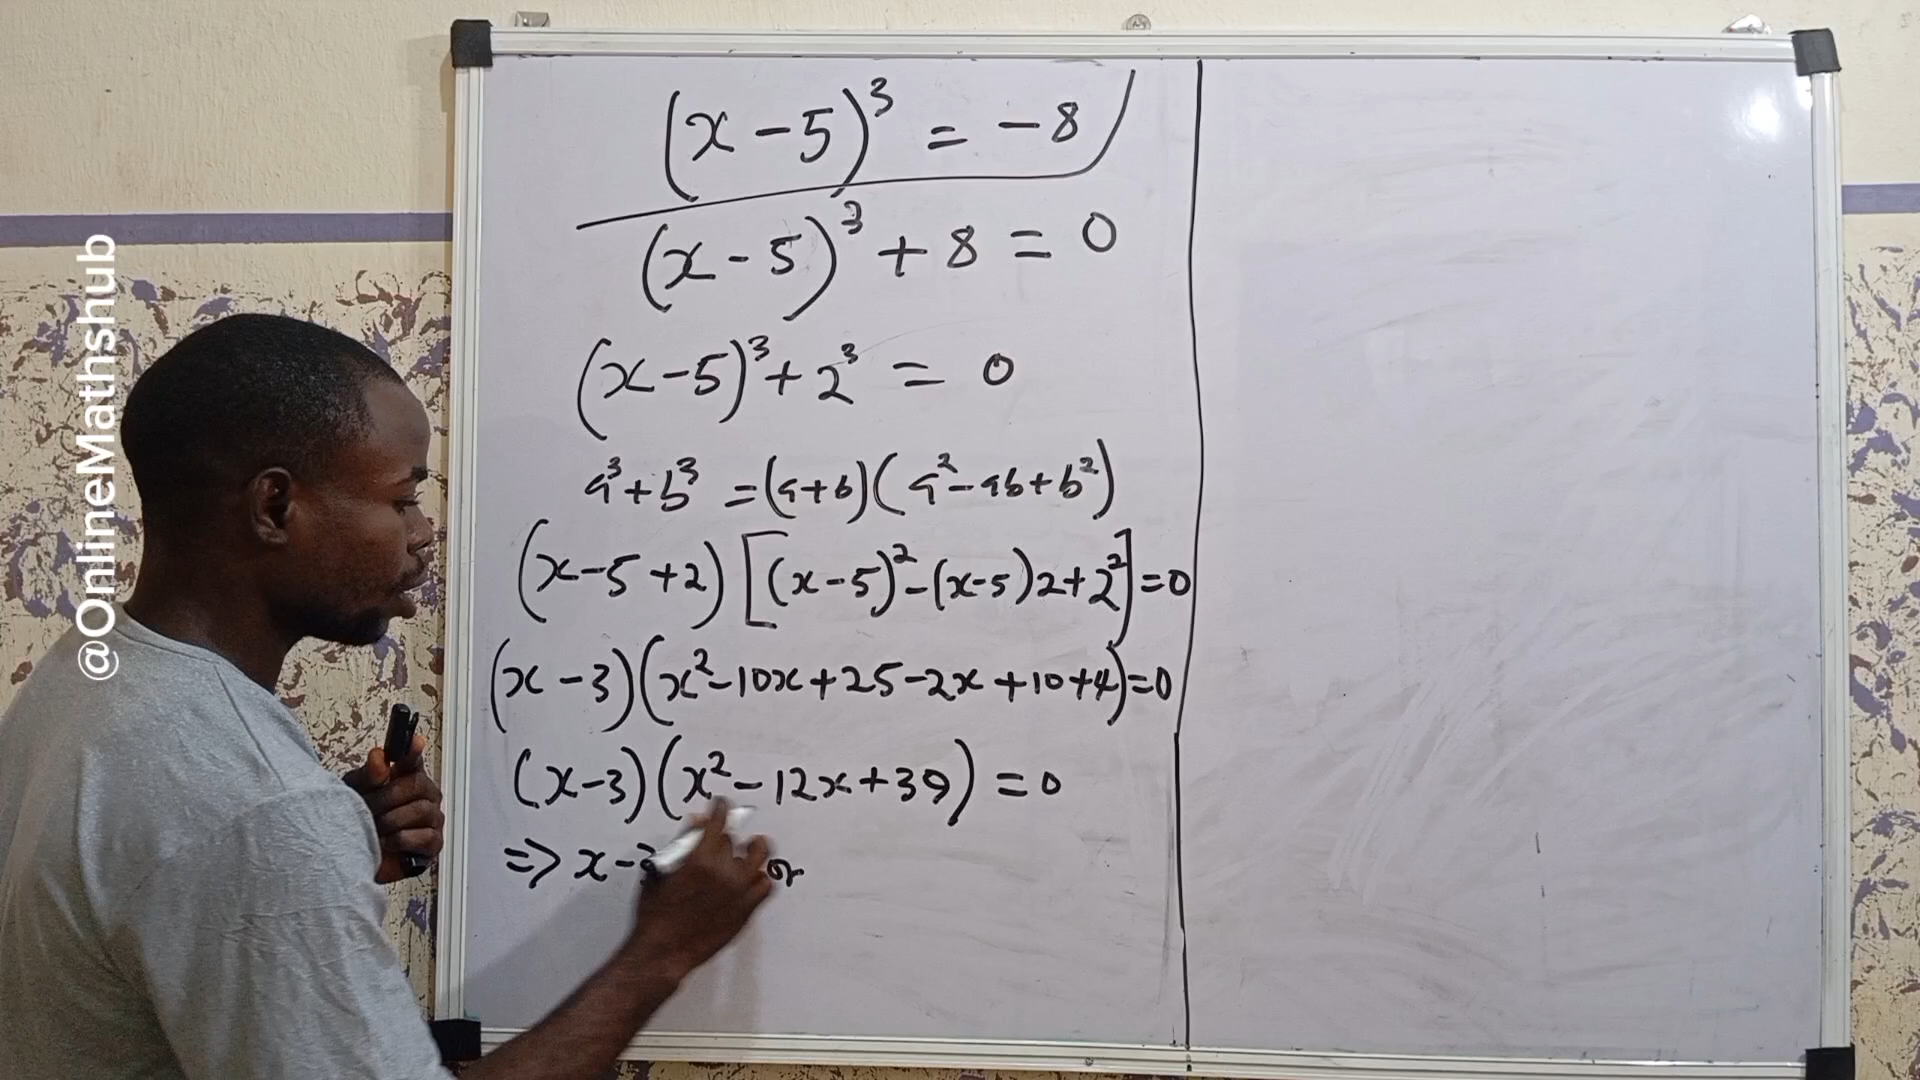 @OnlineMathshub
(x - 5)³ = -8
(x - 5)³ + 8 = 0
(x - 5)³ + 2³ = 0
a³ + b³ = (a+b)(a² - ab + b²)
(x - 5 + 2)[(x - 5)² - (x - 5)2 + 2²] = 0
(x - 3)(x² - 10x + 25 - 2x + 10 + 4) = 0
(x - 3)(x² - 12x + 39) = 0
⇒ x - 3 or